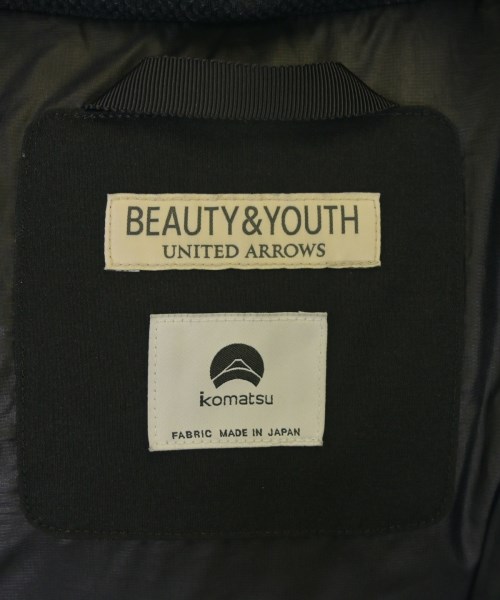 BEAUTY&YOUTH
UNITED ARROWS
komatsu
FABRIC MADE IN JAPAN